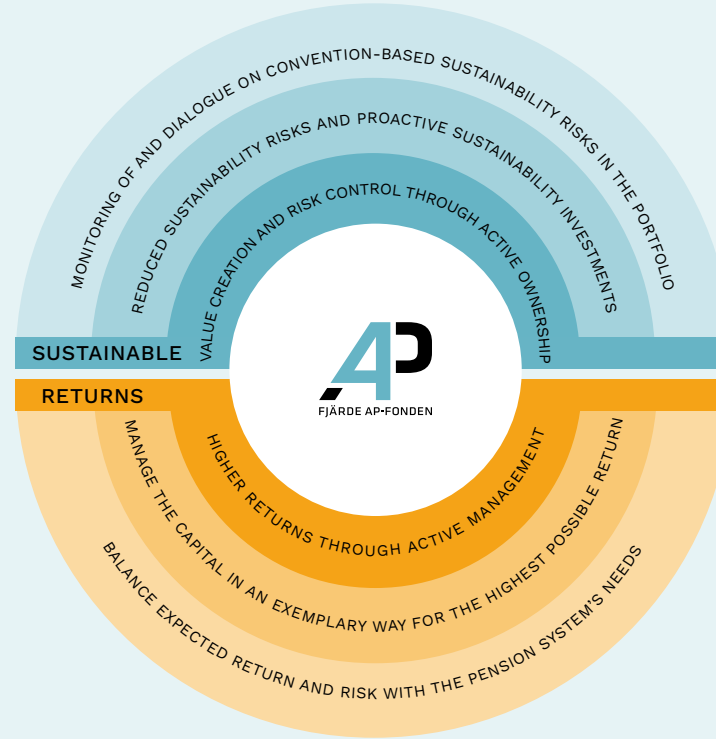 MONITORING OF AND DIALOGUE ON CONVENTION-BASED SUSTAINABILITY RISKS IN THE PORTFOLIO
REDUCED SUSTAINABILITY RISKS AND PROACTIVE SUSTAINABILITY INVESTMENTS
VALUE CREATION AND RISK CONTROL THROUGH ACTIVE OWNERSHIP
SUSTAINABLE
AP
FJÄRDE AP-FONDEN
RETURNS
HIGHER RETURNS THROUGH ACTIVE MANAGEMENT
MANAGE THE CAPITAL IN AN EXEMPLARY WAY FOR THE HIGHEST POSSIBLE RETURN
BALANCE EXPECTED RETURN AND RISK WITH THE PENSION SYSTEM'S NEEDS